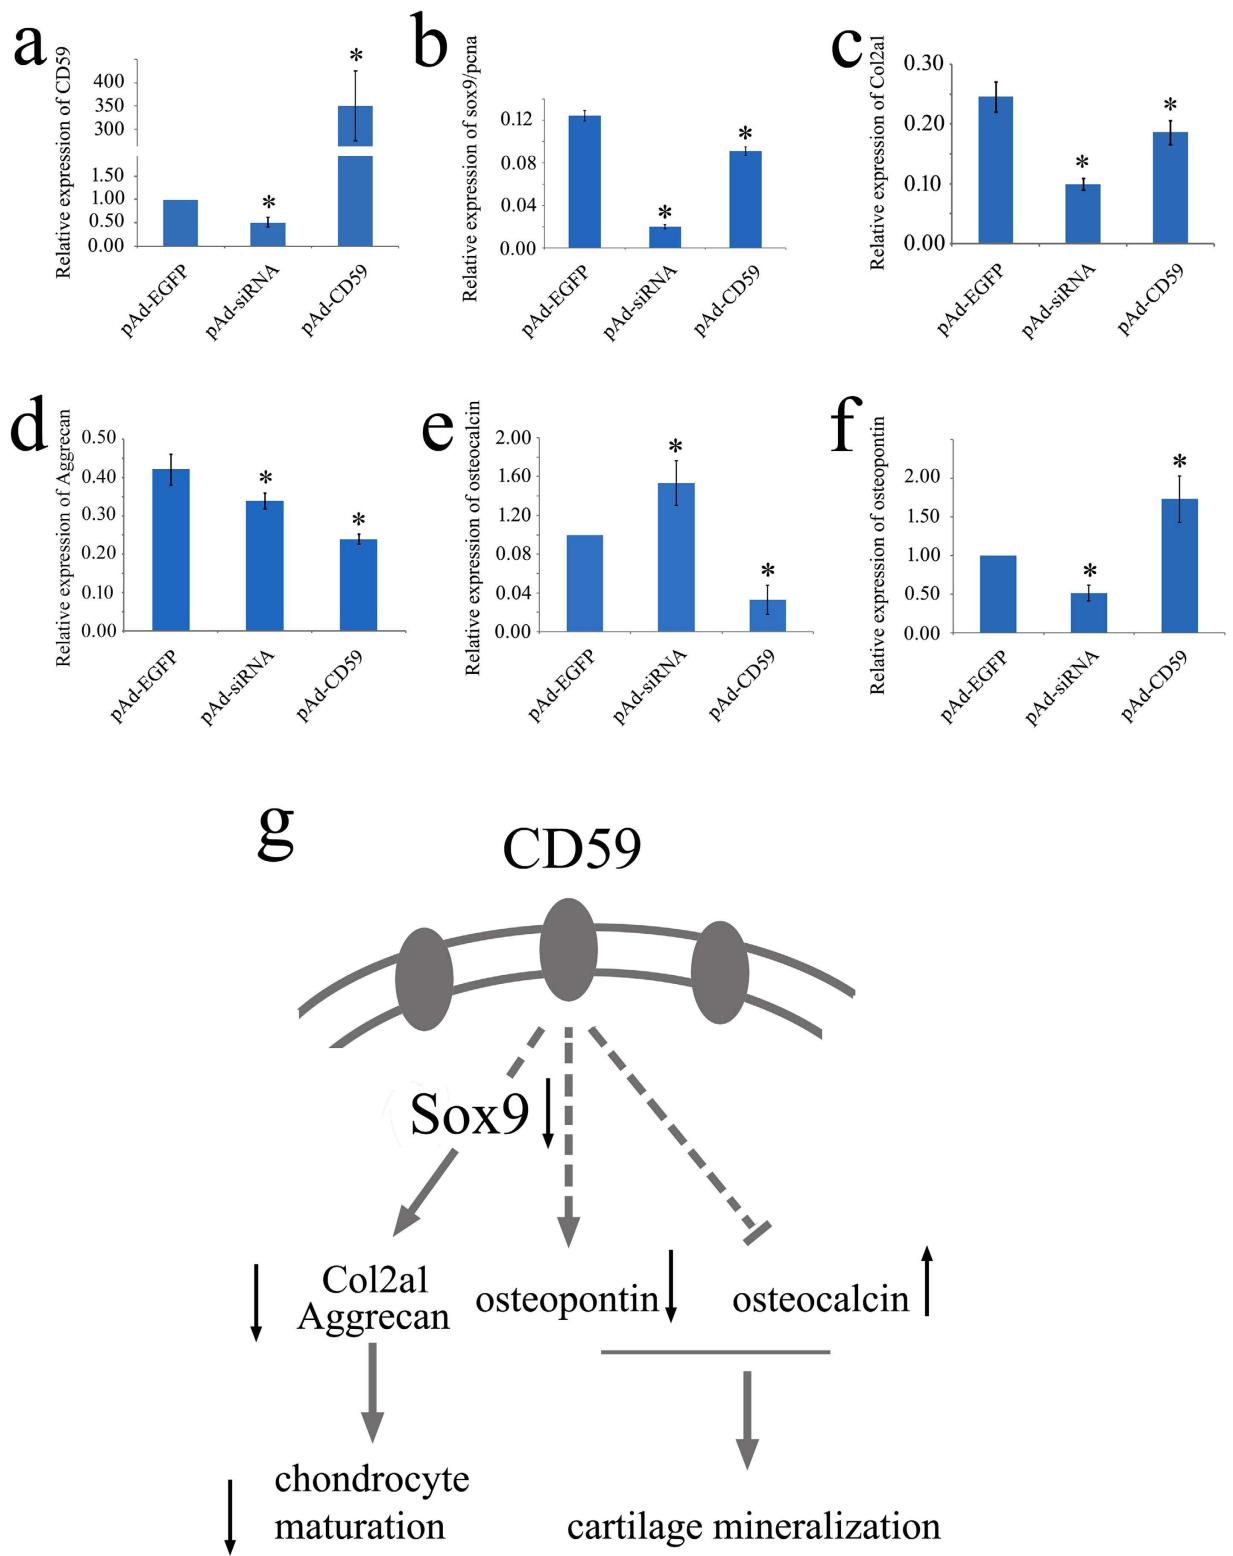 a
Relative expression of CD59
400
350
300
1.50
1.00
0.50
0.00
*
*
pAd-EGFP
pAd-siRNA
pAd-CD59
b
Relative expression of sox9/pcna
0.12
0.08
0.04
0.00
*
*
pAd-EGFP
pAd-siRNA
pAd-CD59
c
Relative expression of Col2al
0.30
0.20
0.10
0.00
*
*
pAd-EGFP
pAd-siRNA
pAd-CD59
d
Relative expression of Aggrecan
0.50
0.40
0.30
0.20
0.10
0.00
*
*
pAd-EGFP
pAd-siRNA
pAd-CD59
e
Relative expression of osteocalcin
2.00
1.60
1.20
0.08
0.04
0.00
*
*
pAd-EGFP
pAd-siRNA
pAd-CD59
f
Relative expression of osteopontin
2.00
1.50
1.00
0.50
0.00
*
*
pAd-EGFP
pAd-siRNA
pAd-CD59
g
CD59
Sox9
Col2al
Aggrecan
osteopontin
osteocalcin
chondrocyte
maturation
cartilage mineralization